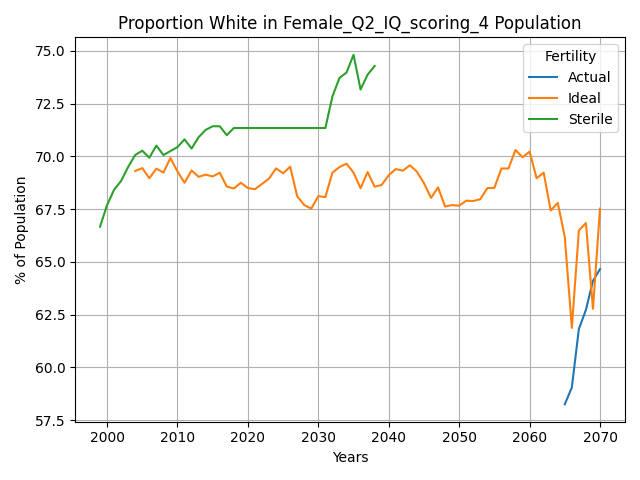 Proportion White in Female_Q2_IQ_scoring_4 Population
Fertility
Actual
Ideal
Sterile
% of Population
75.0
72.5
70.0
67.5
65.0
62.5
60.0
57.5
2000 2010 2020 2030 2040 2050 2060 2070
Years